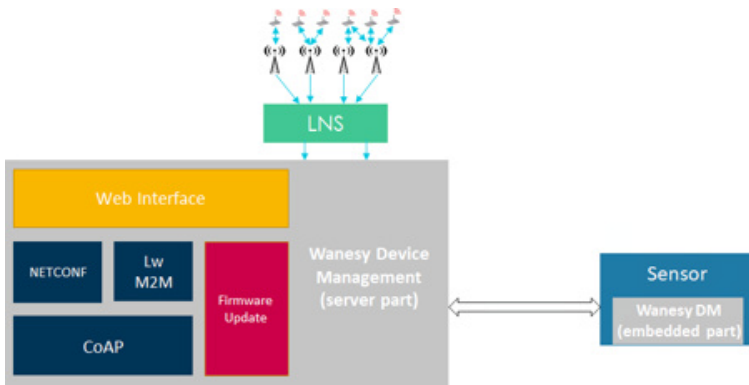 LNS
Web Interface
NETCONF
Lw
M2M
CoAP
Firmware
Update
Wanesy Device
Management
(server part)
Sensor
Wanesy DM
(embedded part)